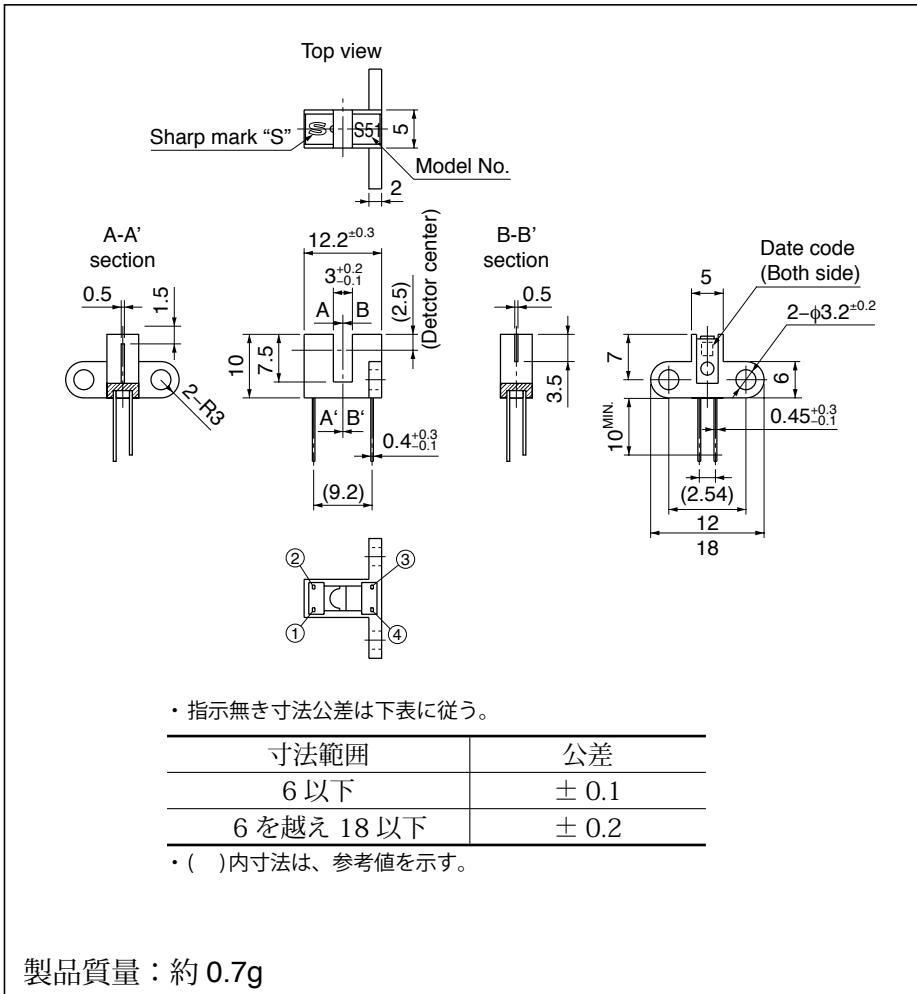 Top view
Sharp mark “S”
S
S51
5
Model No.
2
A-A’
section
0.5
1.5
2−R3
12.2±0.3
3+0.2−0.1
A B
(2.5)
(Detctor center)
10
7.5
A‘ B‘
0.4+0.3−0.1
(9.2)
B-B’
section
0.5
3.5
Date code
(Both side)
5
2−φ3.2±0.2
7
6
10MIN.
0.45+0.3−0.1
(2.54)
12
18
② ③
① ④
・指示無き寸法公差は下表に従う。
寸法範囲 公差
6 以下 ± 0.1
6 を越え 18 以下 ± 0.2
・(　)内寸法は、参考値を示す。
製品質量：約 0.7g